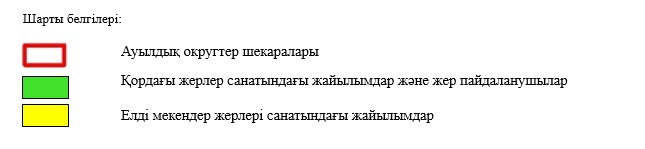 Шарты белгілері:
Ауылдық округтер шекаралары
Қордағы жерлер санатындағы жайылымдар және жер пайдаланушылар
Елді мекендер жерлері санатындағы жайылымдар